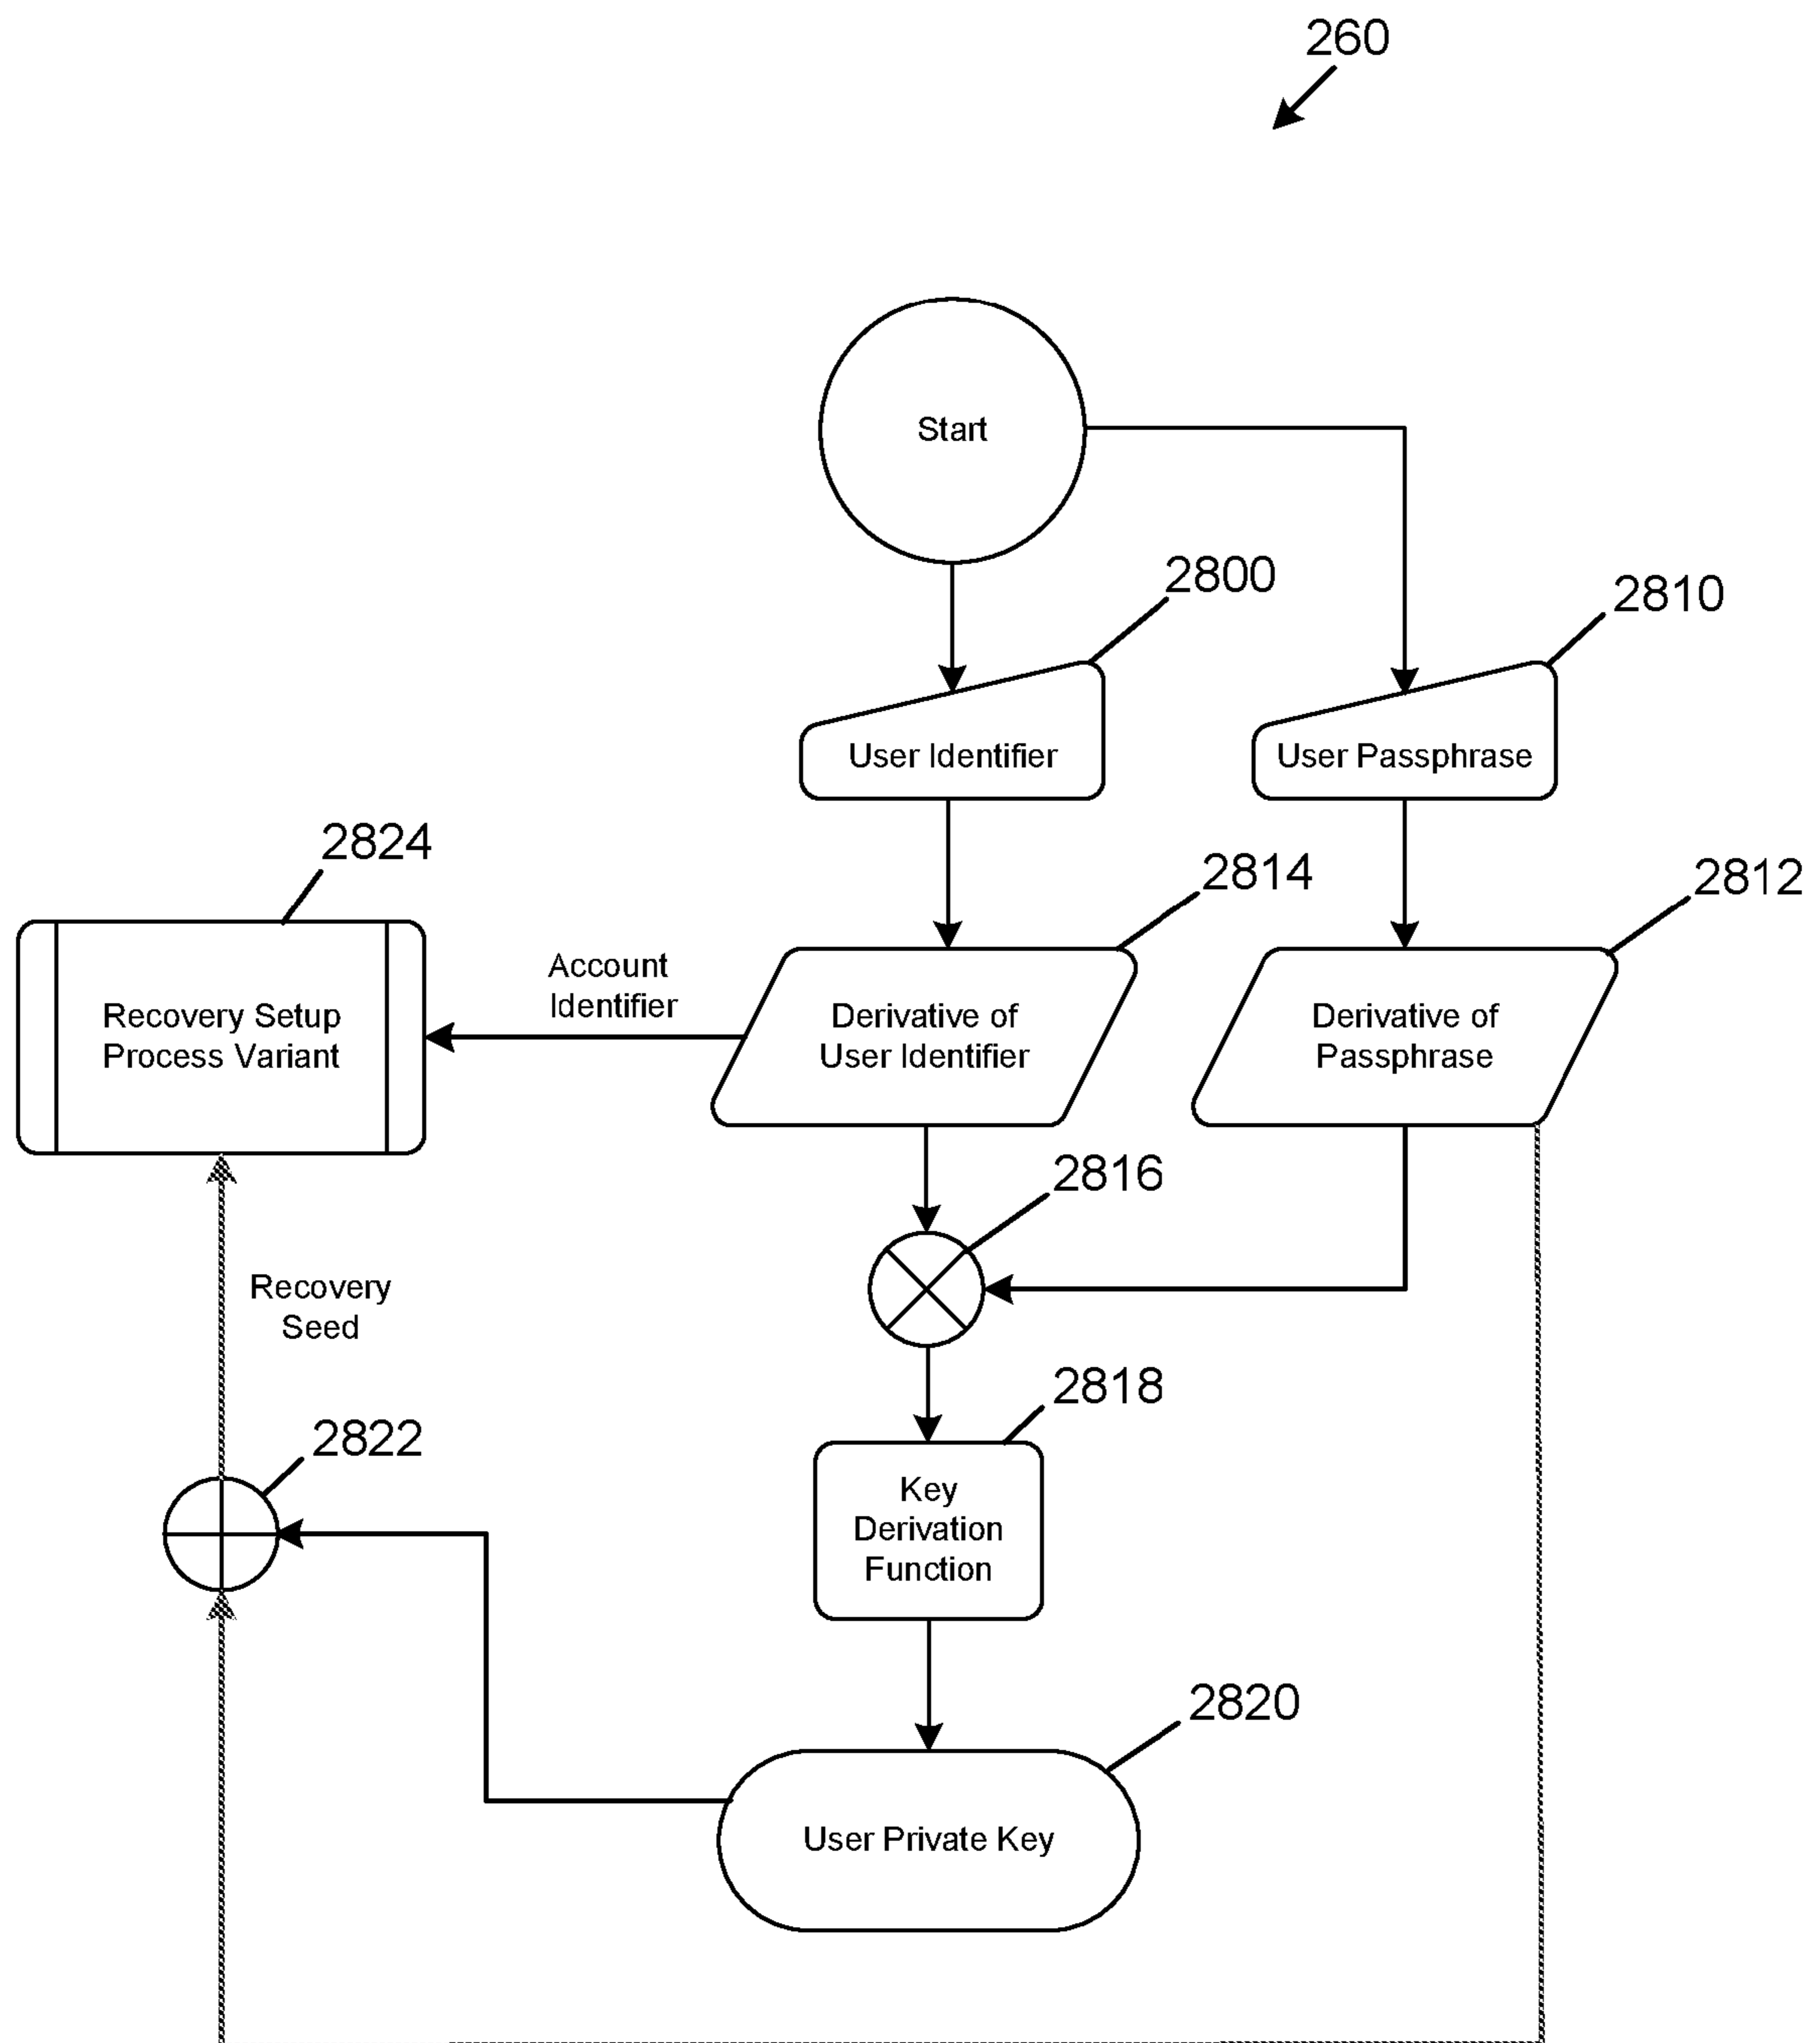 260
Start
2800
2810
User Identifier
User Passphrase
2824
2814
2812
Account
Identifier
Recovery Setup
Process Variant
Derivative of
User Identifier
Derivative of
Passphrase
2816
Recovery
Seed
2818
2822
Key
Derivation
Function
2820
User Private Key